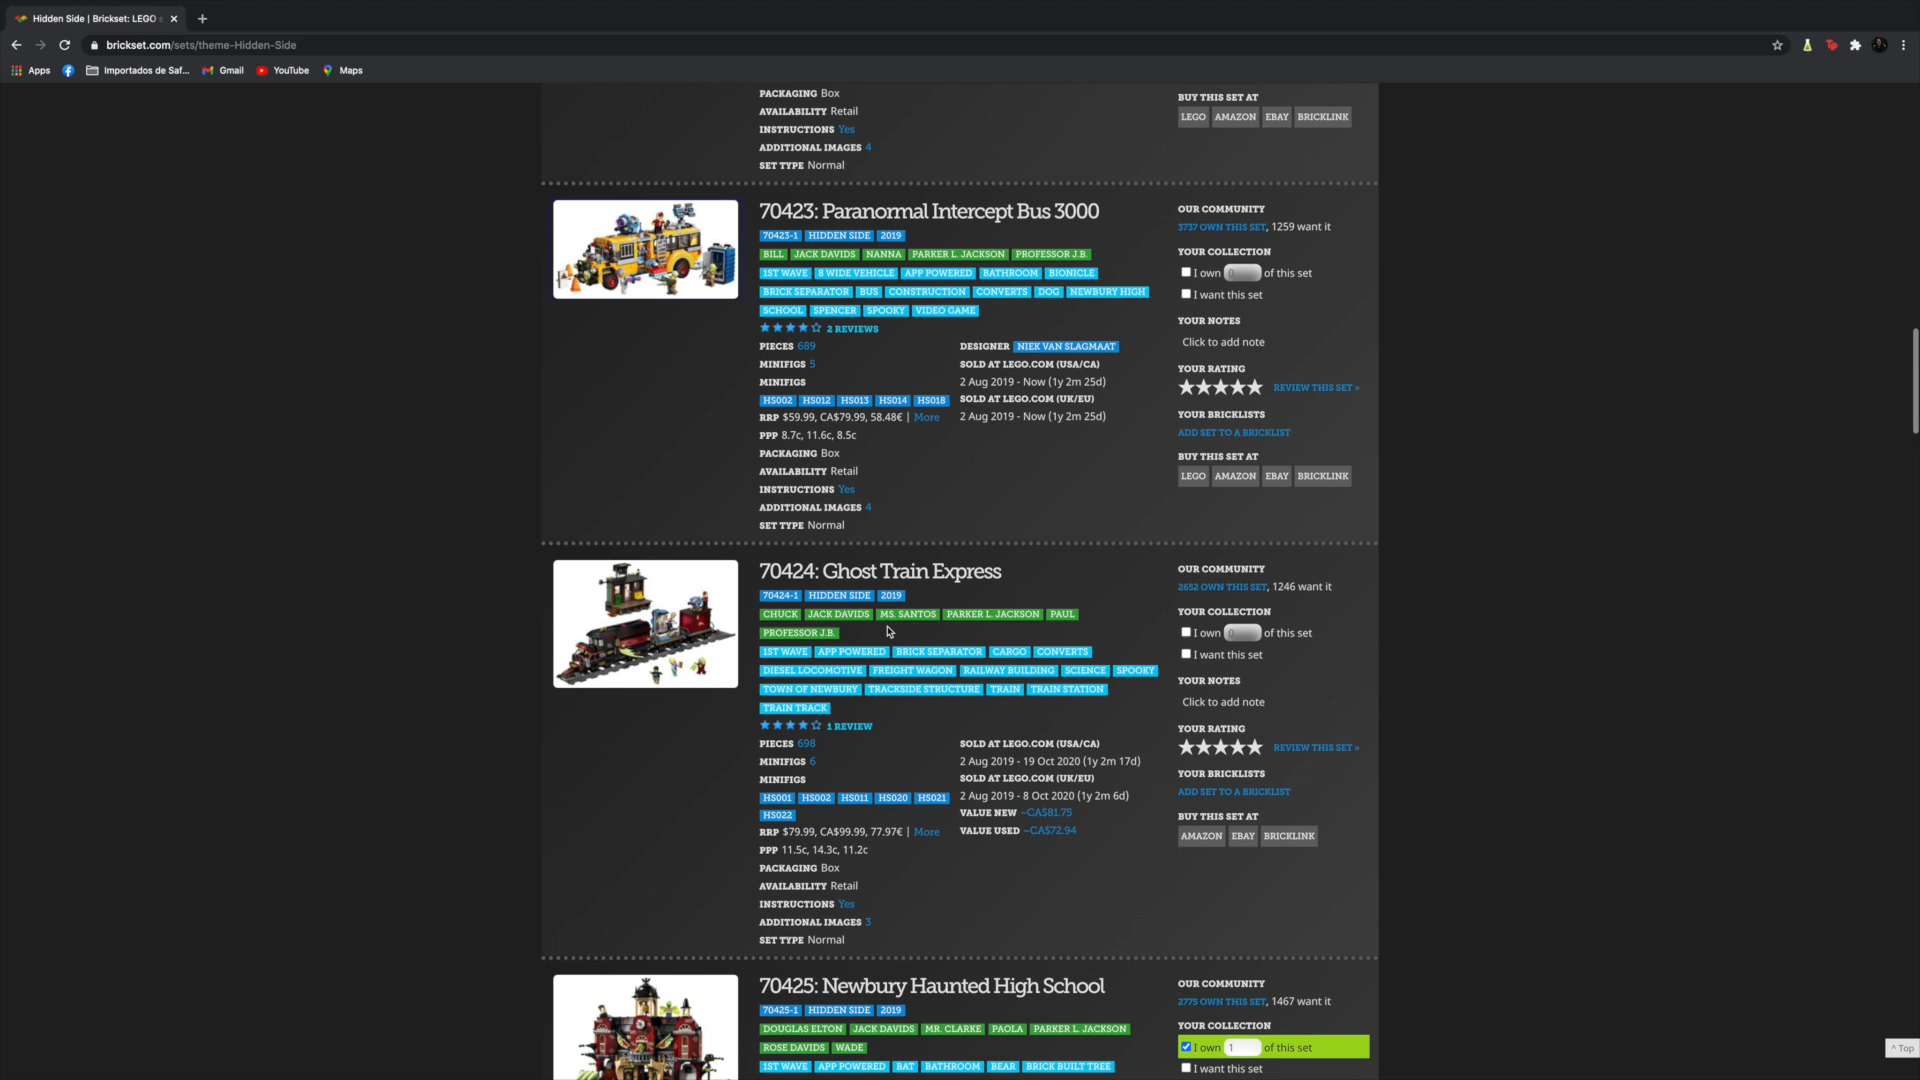 Hidden Side | Brickset: LEGO
brickset.com/sets/theme-Hidden-Side
Apps
Importados de Saf...
Gmail
YouTube
Maps
PACKAGING Box
AVAILABILITY Retail
INSTRUCTIONS Yes
ADDITIONAL IMAGES 4
SET TYPE Normal
BUY THIS SET AT
LEGO AMAZON EBAY BRICKLINK
70423: Paranormal Intercept Bus 3000
70423-1 HIDDEN SIDE 2019
BILL JACK DAVIDS NANNA PARKER L. JACKSON PROFESSOR J.B.
1ST WAVE 8 WIDE VEHICLE APP POWERED BATHROOM BIONICLE
BRICK SEPARATOR BUS CONSTRUCTION CONVERTS DOG NEWBURY HIGH
SCHOOL SPENCER SPOOKY VIDEO GAME
2 REVIEWS
PIECES 689
MINIFIGS 5
MINIFIGS
HS002 HS012 HS013 HS014 HS018
RRP $59.99, CA$79.99, 58.48€ | More
PPP 8.7c, 11.6c, 8.5c
PACKAGING Box
AVAILABILITY Retail
INSTRUCTIONS Yes
ADDITIONAL IMAGES 4
SET TYPE Normal
DESIGNER NIEK VAN SLAGMAAT
SOLD AT LEGO.COM (USA/CA)
2 Aug 2019 - Now (1y 2m 25d)
SOLD AT LEGO.COM (UK/EU)
2 Aug 2019 - Now (1y 2m 25d)
OUR COMMUNITY
3737 OWN THIS SET, 1259 want it
YOUR COLLECTION
I own 0 of this set
I want this set
YOUR NOTES
Click to add note
YOUR RATING
REVIEW THIS SET »
YOUR BRICKLISTS
ADD SET TO A BRICKLIST
BUY THIS SET AT
LEGO AMAZON EBAY BRICKLINK
70424: Ghost Train Express
70424-1 HIDDEN SIDE 2019
CHUCK JACK DAVIDS MS. SANTOS PARKER L. JACKSON PAUL
PROFESSOR J.B.
1ST WAVE APP POWERED BRICK SEPARATOR CARGO CONVERTS
DIESEL LOCOMOTIVE FREIGHT WAGON RAILWAY BUILDING SCIENCE SPOOKY
TOWN OF NEWBURY TRACKSIDE STRUCTURE TRAIN TRAIN STATION
TRAIN TRACK
1 REVIEW
PIECES 698
MINIFIGS 6
MINIFIGS
HS001 HS002 HS011 HS020 HS021
HS022
RRP $79.99, CA$99.99, 77.97€ | More
PPP 11.5c, 14.3c, 11.2c
PACKAGING Box
AVAILABILITY Retail
INSTRUCTIONS Yes
ADDITIONAL IMAGES 3
SET TYPE Normal
SOLD AT LEGO.COM (USA/CA)
2 Aug 2019 - 19 Oct 2020 (1y 2m 17d)
SOLD AT LEGO.COM (UK/EU)
2 Aug 2019 - 8 Oct 2020 (1y 2m 6d)
VALUE NEW ~CA$81.75
VALUE USED ~CA$72.94
OUR COMMUNITY
2652 OWN THIS SET, 1246 want it
YOUR COLLECTION
I own 0 of this set
I want this set
YOUR NOTES
Click to add note
YOUR RATING
REVIEW THIS SET »
YOUR BRICKLISTS
ADD SET TO A BRICKLIST
BUY THIS SET AT
AMAZON EBAY BRICKLINK
70425: Newbury Haunted High School
70425-1 HIDDEN SIDE 2019
DOUGLAS ELTON JACK DAVIDS MR. CLARKE PAOLA PARKER L. JACKSON
ROSE DAVIDS WADE
1ST WAVE APP POWERED BAT BATHROOM BEAR BRICK BUILT TREE
OUR COMMUNITY
2775 OWN THIS SET, 1467 want it
YOUR COLLECTION
I own 1 of this set
I want this set
^ Top